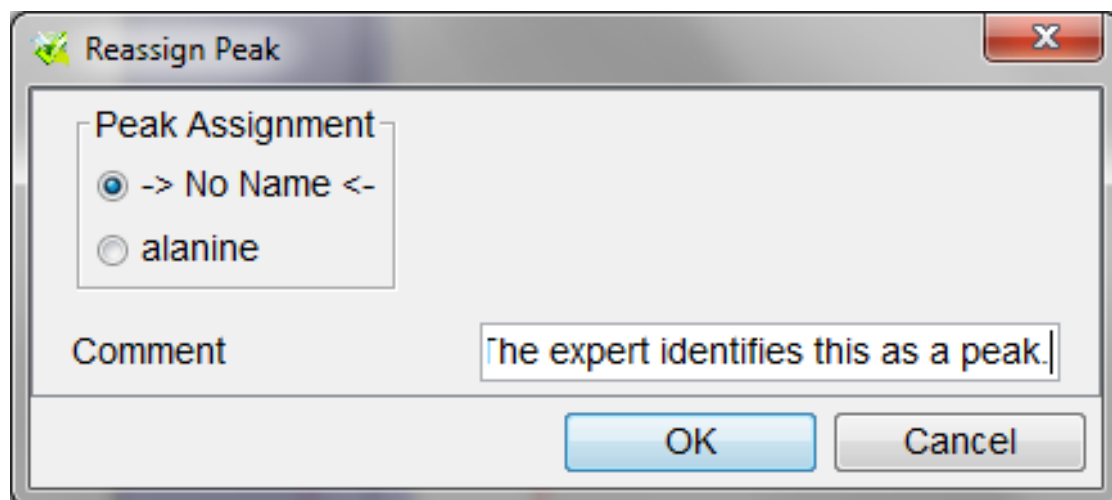 Reassign Peak
Peak Assignment
-> No Name <-
alanine
Comment The expert identifies this as a peak.
OK Cancel